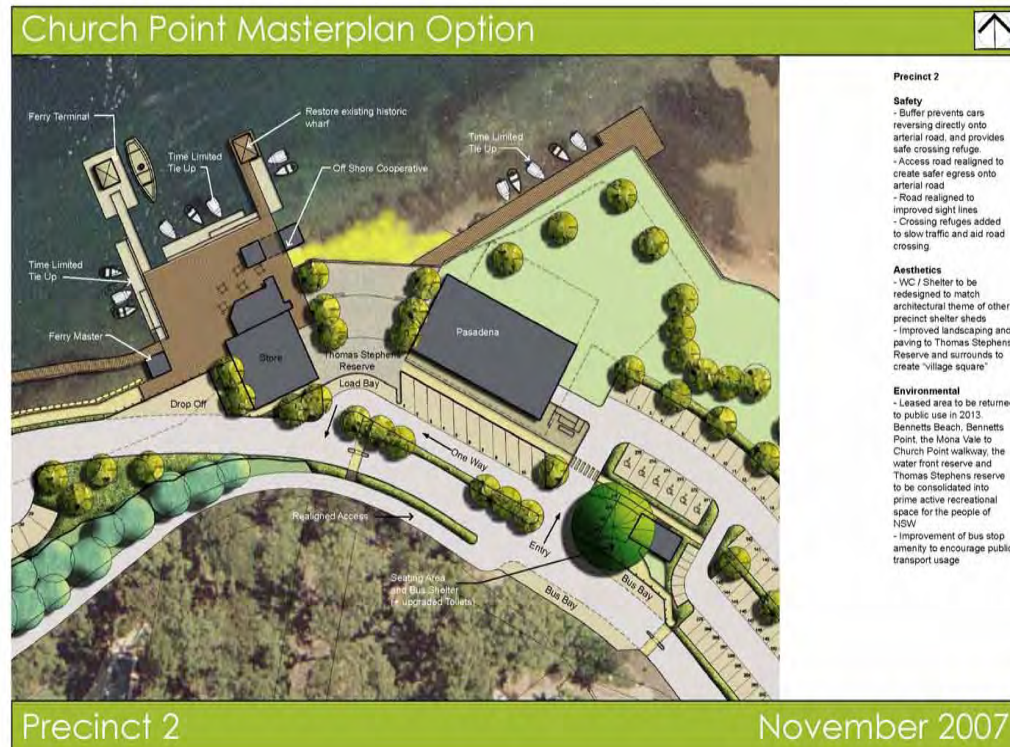 Church Point Masterplan Option
Ferry Terminal
Restore existing historic
wharf
Time Limited
Tie Up
Off Shore Cooperative
Time Limited
Tie Up
Time Limited
Tie Up
Ferry Master
Store
Pasadena
Thomas Stephens
Reserve
Load Bay
Drop Off
One Way
Realigned Access
Entry
Seating Area
and Bus Shelter
(+ upgraded Toilets)
Bus Bay
Bus Bay
Precinct 2
Safety
- Buffer prevents cars
reversing directly onto
arterial road, and provides
safe crossing refuge.
- Access road realigned to
create safer egress onto
arterial road
- Road realigned to
improved sight lines
- Crossing refuges added
to slow traffic and aid road
crossing.
Aesthetics
- WC / Shelter to be
redesigned to match
architectural theme of other
precinct shelter sheds
- Improved landscaping and
paving to Thomas Stephens
Reserve and surrounds to
create "village square"
Environmental
- Leased area to be returned
to public use in 2013.
Bennetts Beach, Bennetts
Point, the Mona Vale to
Church Point walkway, the
water front reserve and
Thomas Stephens reserve
to be consolidated into
prime active recreational
space for the people of
NSW
- Improvement of bus stop
amenity to encourage public
transport usage
Precinct 2
November 2007